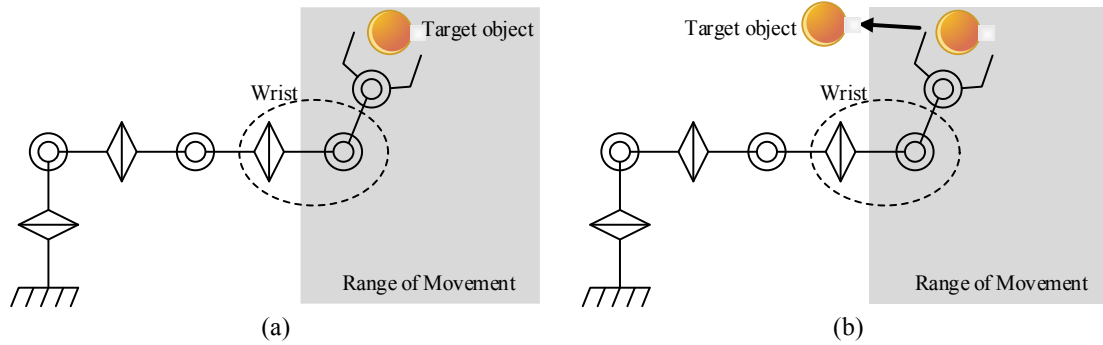 Target object
Wrist
Range of Movement
(a)
Target object
Wrist
Range of Movement
(b)